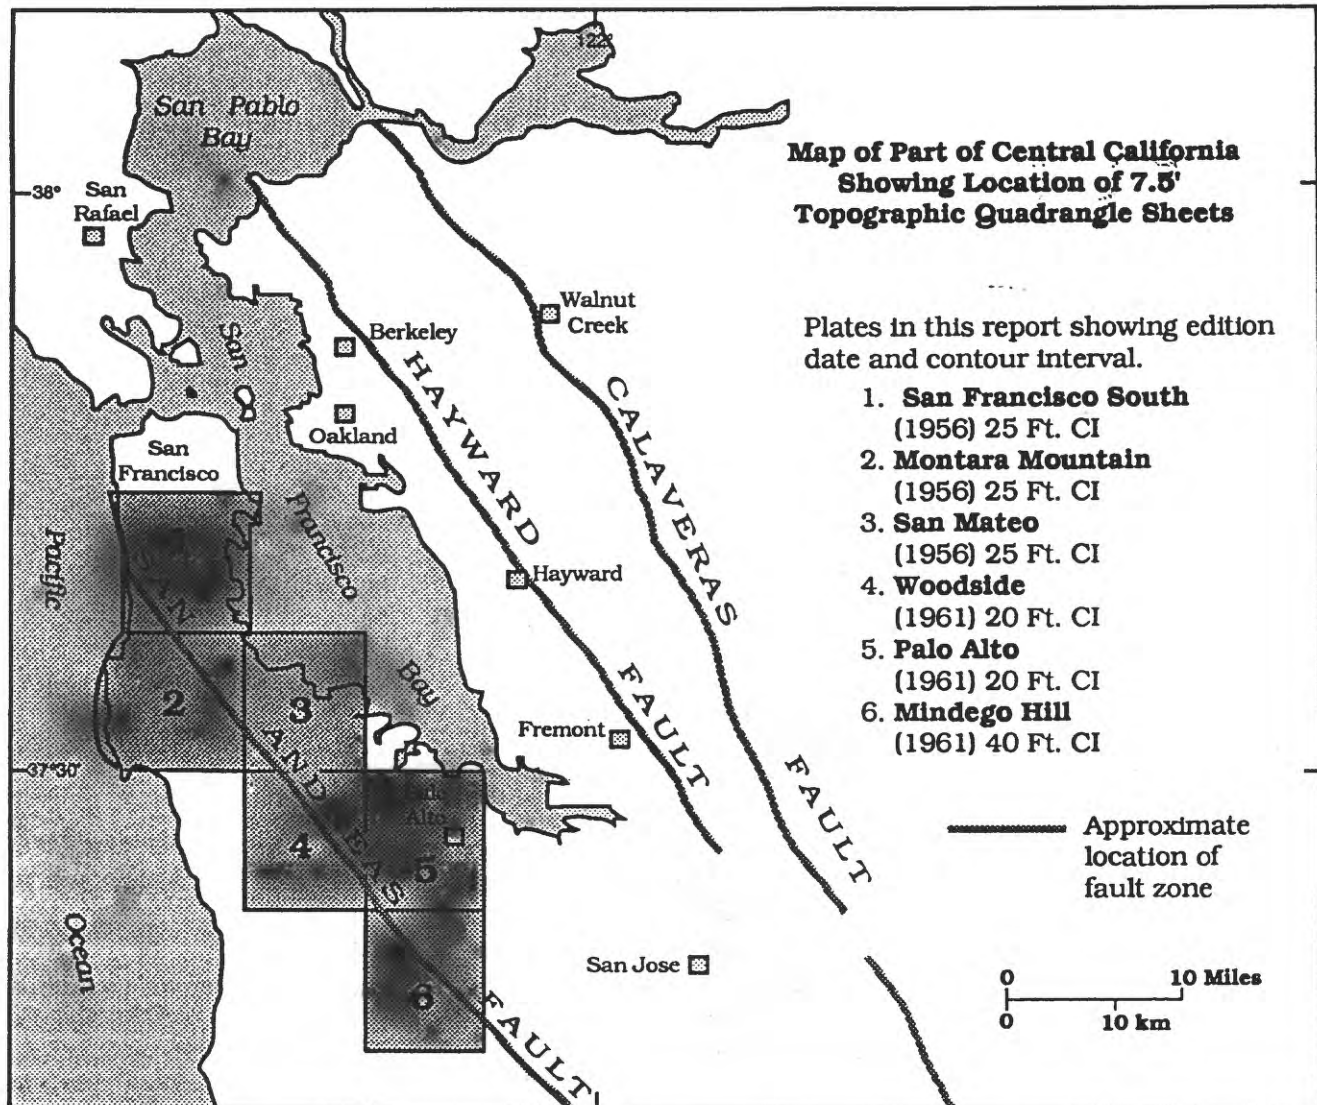 122°
San Pablo
Bay
Map of Part of Central California
Showing Location of 7.5'
Topographic Quadrangle Sheets
38°
San
Rafael
Walnut
Creek
San
Francisco
Bay
Berkeley
Oakland
San
Francisco
HAYWARD
FAULT
CALAVERAS
FAULT
Plates in this report showing edition
date and contour interval.
1. San Francisco South
(1956) 25 Ft. CI
2. Montara Mountain
(1956) 25 Ft. CI
3. San Mateo
(1956) 25 Ft. CI
4. Woodside
(1961) 20 Ft. CI
5. Palo Alto
(1961) 20 Ft. CI
6. Mindego Hill
(1961) 40 Ft. CI
Pacific
Ocean
1
SAN ANDREAS FAULT
Hayward
2
3
Fremont
37°30'
Palo
Alto
4
5
6
San Jose
Approximate
location of
fault zone
0 10 Miles
0 10 km